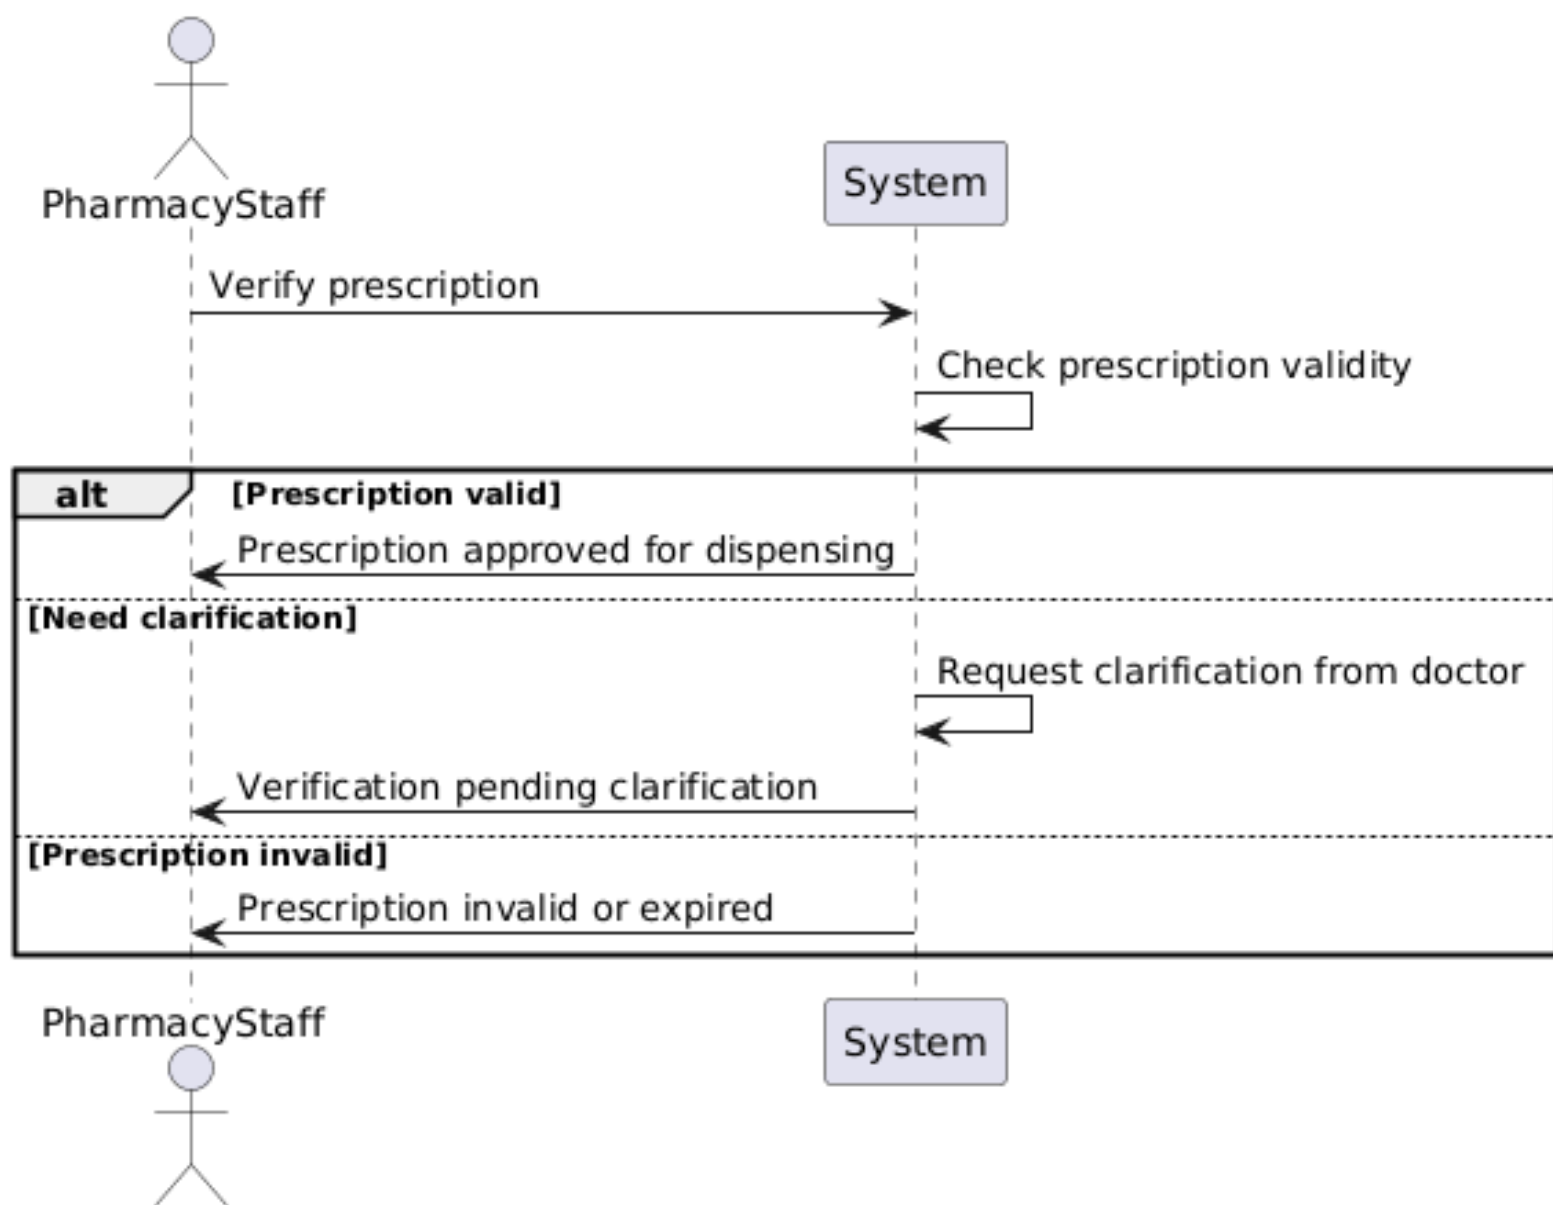 PharmacyStaff
System
Verify prescription
Check prescription validity
alt [Prescription valid]
Prescription approved for dispensing
[Need clarification]
Request clarification from doctor
Verification pending clarification
[Prescription invalid]
Prescription invalid or expired
PharmacyStaff
System